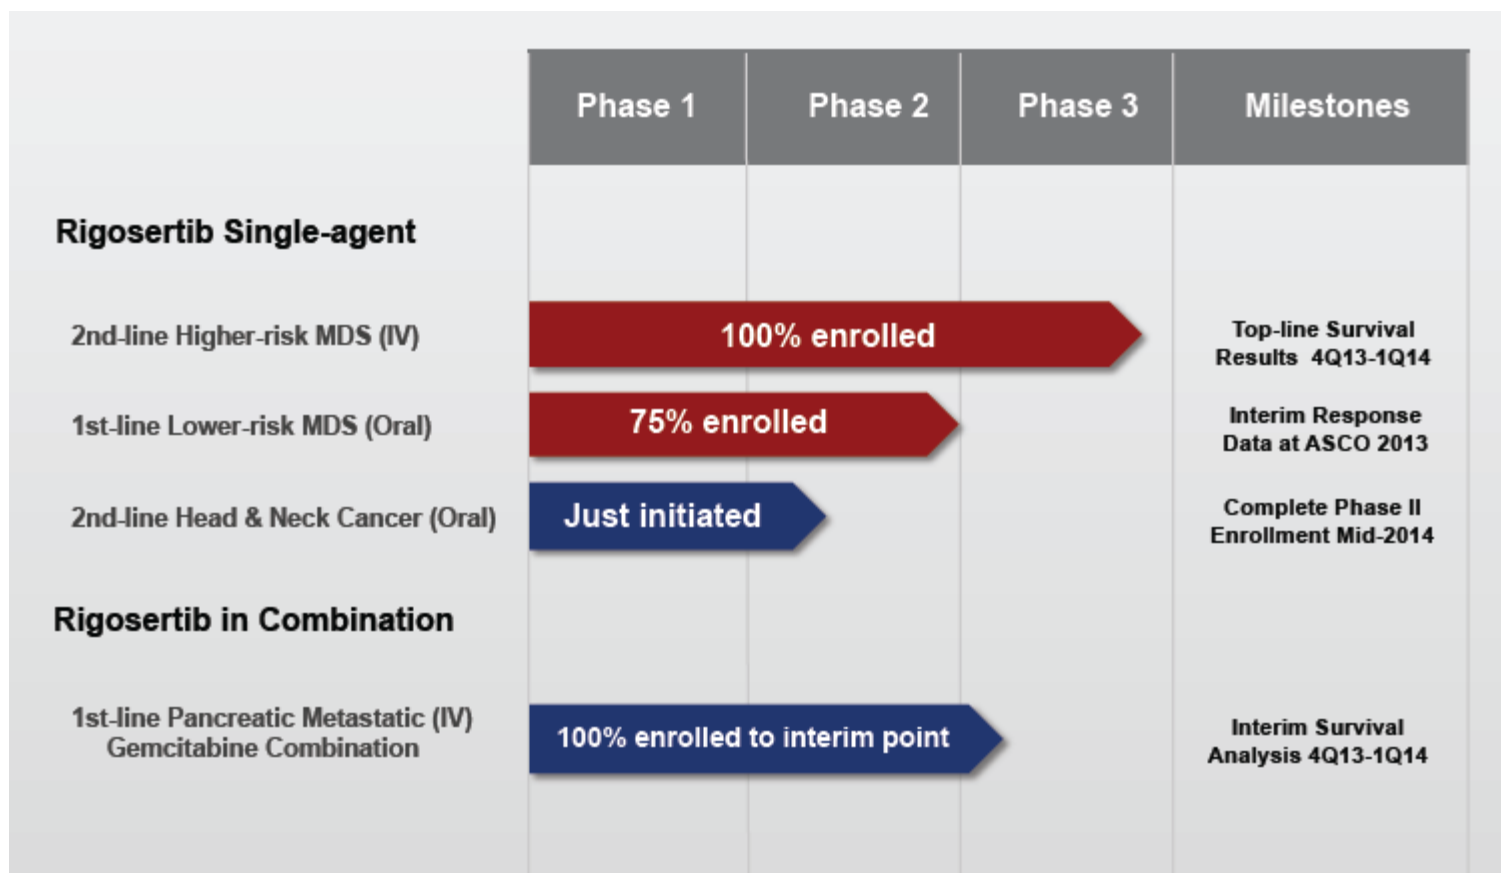 Phase 1 Phase 2 Phase 3 Milestones
Rigosertib Single-agent
2nd-line Higher-risk MDS (IV) 100% enrolled Top-line Survival
Results 4Q13-1Q14
1st-line Lower-risk MDS (Oral) 75% enrolled Interim Response
Data at ASCO 2013
2nd-line Head & Neck Cancer (Oral) Just initiated Complete Phase II
Enrollment Mid-2014
Rigosertib in Combination
1st-line Pancreatic Metastatic (IV)
Gemcitabine Combination
100% enrolled to interim point
Interim Survival
Analysis 4Q13-1Q14